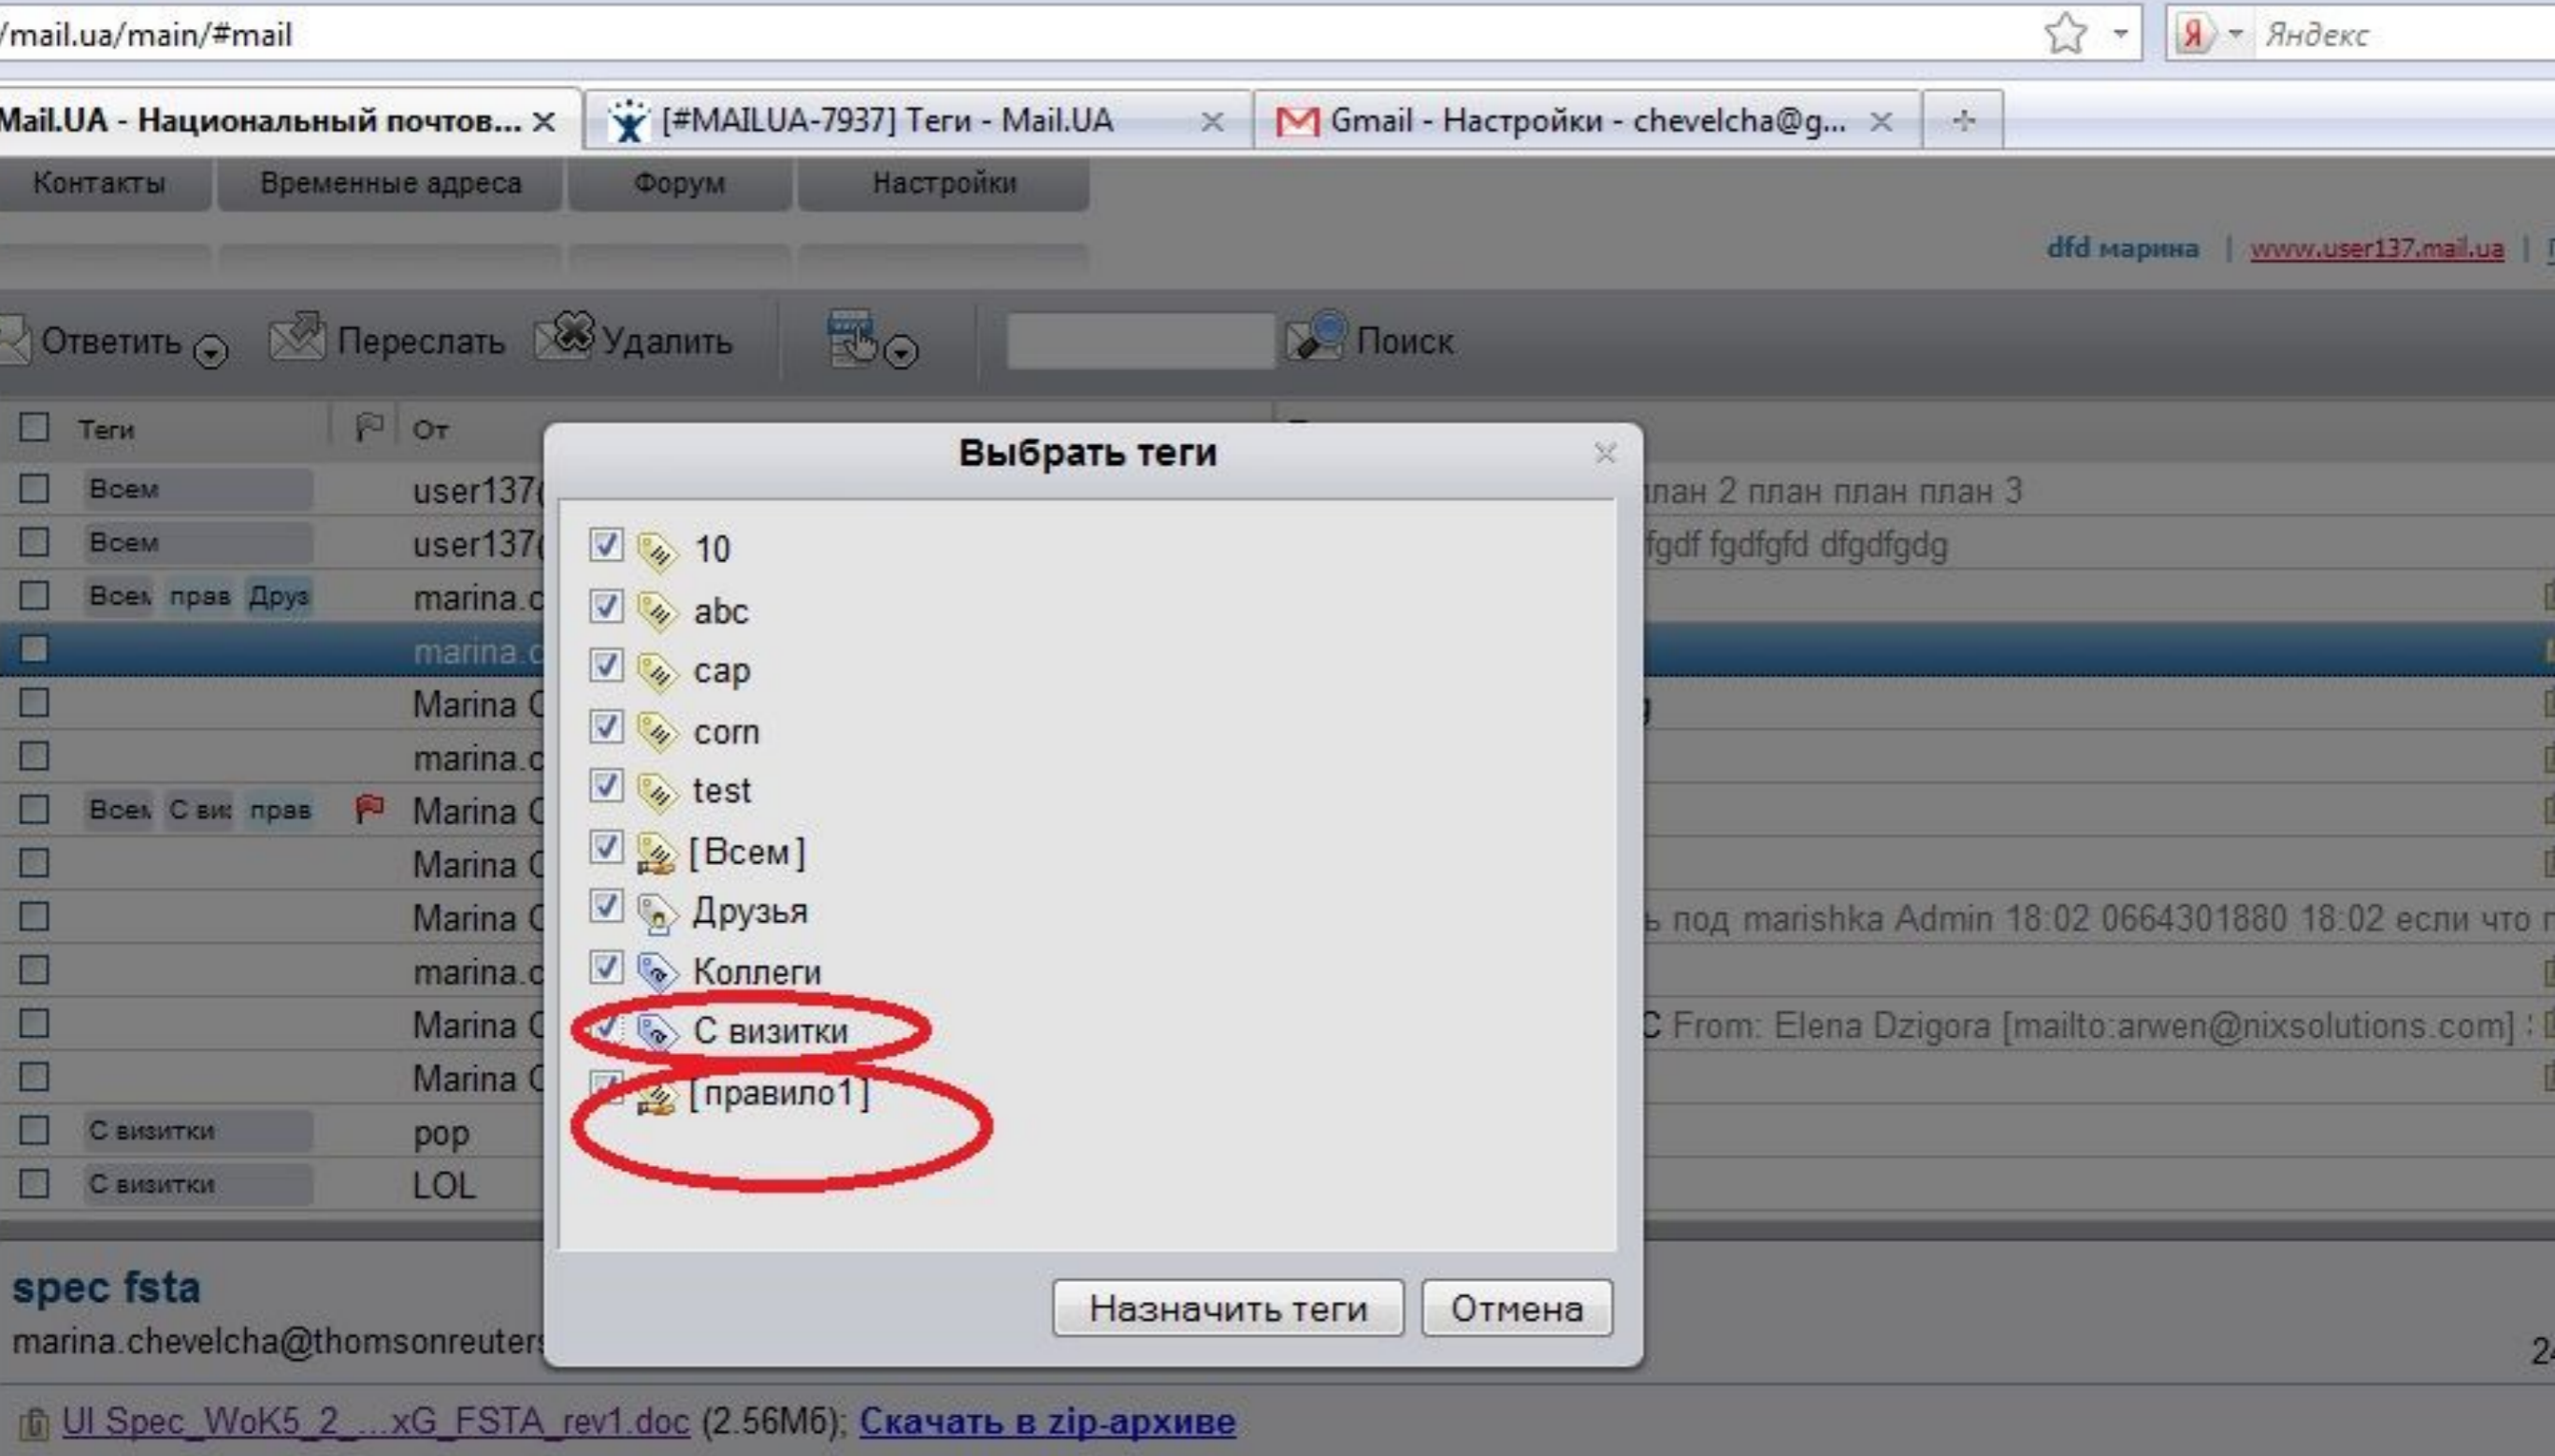 /mail.ua/main/#mail Яндекс
Mail.UA - Национальный почтов... [#MAILUA-7937] Теги - Mail.UA Gmail - Настройки - chevelcha@g...
Контакты Временные адреса Форум Настройки
dfd марина | www.user137.mail.ua |
Ответить Переслать Удалить Поиск
Теги От
Выбрать теги
Всем user137( план 2 план план план 3
10
Всем user137( fgdf fgdfgfd dfgdfgdg
abc
Всем прав Друз marina.c
marina.c
cap
Marina C
corn
marina.c
test
Всем С виз прав Marina C
[Всем]
Marina C
Друзья
Marina C ь под marishka Admin 18:02 0664301880 18:02 если что п
Коллеги
marina.c
С визитки
Marina C C From: Elena Dzigora [mailto:arwen@nixsolutions.com]
Marina C
[правило1]
С визитки pop
С визитки LOL
spec fsta
Назначить теги Отмена
marina.chevelcha@thomsonreuters 24
UI Spec_WoK5_2_...xG_FSTA_rev1.doc (2.56Мб); Скачать в zip-архиве